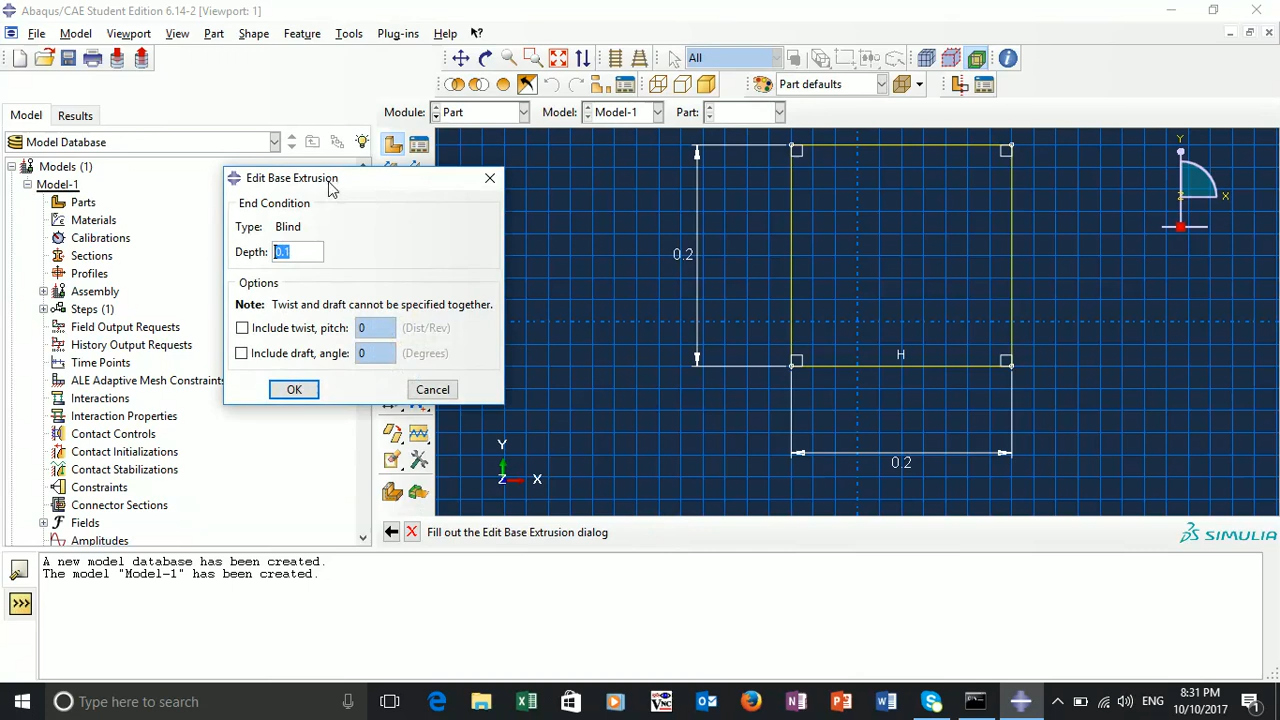 Abaqus/CAE Student Edition 6.14-2 [Viewport: 1]
File Model Viewport View Part Shape Feature Tools Plug-ins Help
All
Part defaults
Model Results
Module: Part Model: Model-1 Part:
Model Database
Models (1)
Model-1
Parts
Materials
Calibrations
Sections
Profiles
Assembly
Steps (1)
Field Output Requests
History Output Requests
Time Points
ALE Adaptive Mesh Constraints
Interactions
Interaction Properties
Contact Controls
Contact Initializations
Contact Stabilizations
Constraints
Connector Sections
Fields
Amplitudes
Edit Base Extrusion
End Condition
Type: Blind
Depth: 0.1
Options
Note: Twist and draft cannot be specified together.
Include twist, pitch: 0 (Dist/Rev)
Include draft, angle: 0 (Degrees)
OK Cancel
0.2
H
0.2
Y
Z X
Y
Z X
Fill out the Edit Base Extrusion dialog
SIMULIA
A new model database has been created.
The model "Model-1" has been created.
>>>
Type here to search
ENG
8:31 PM
10/10/2017
1